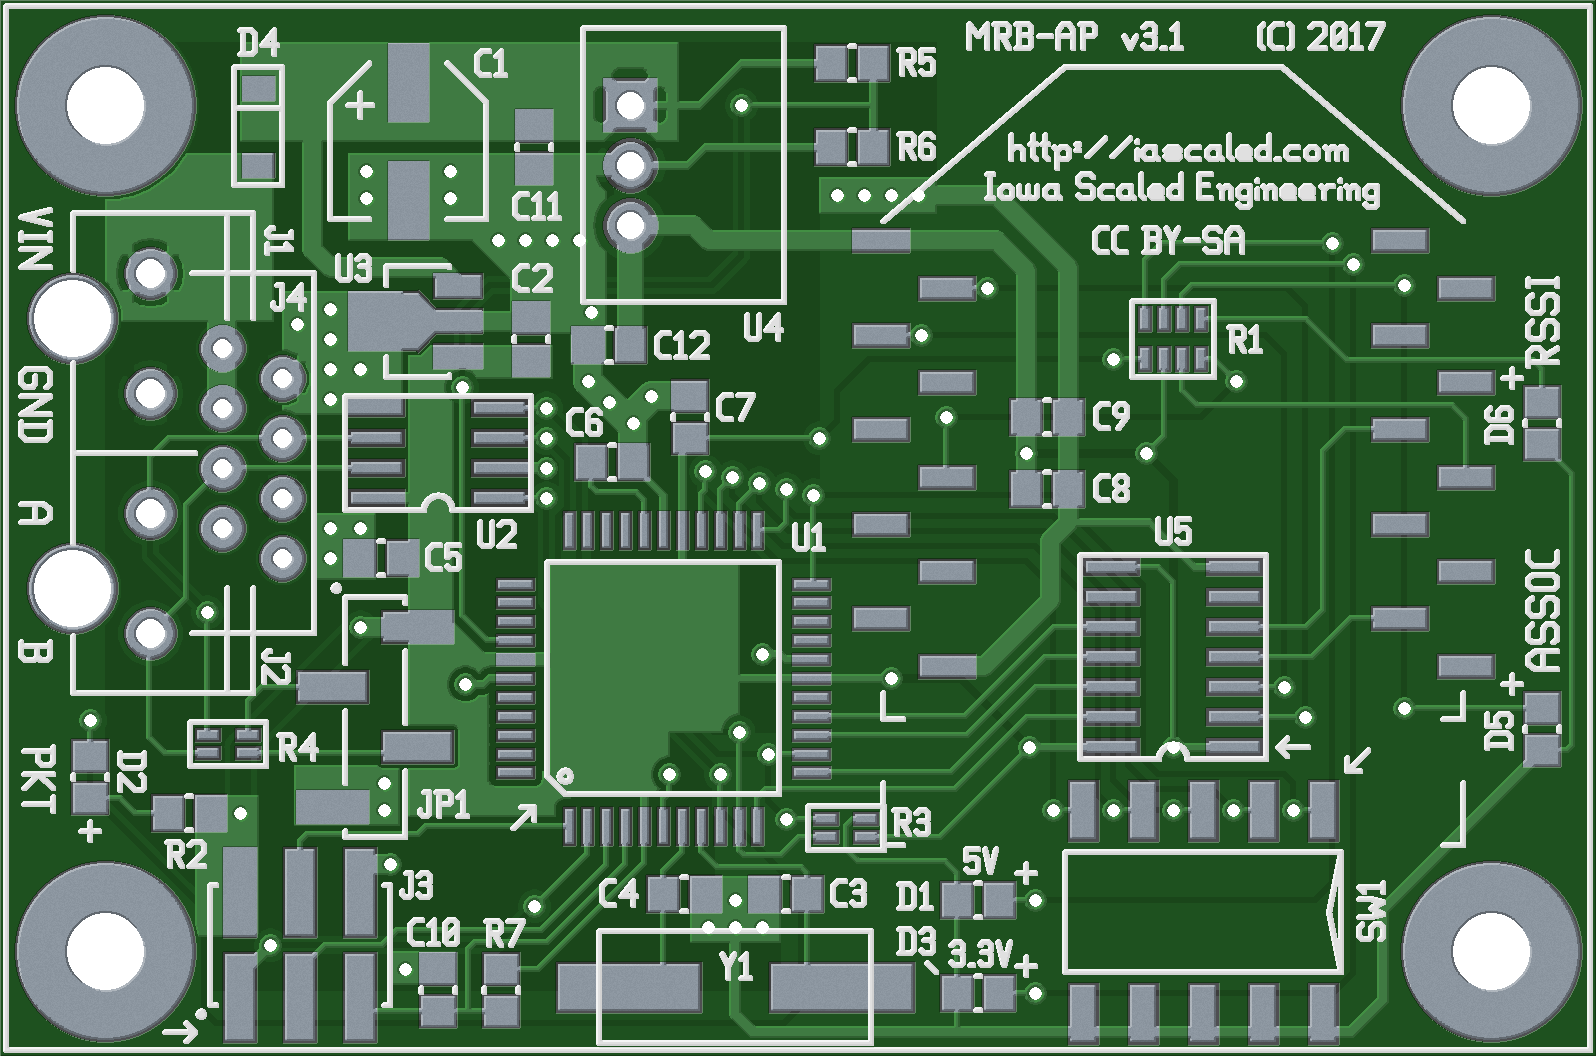 D4
C1
R5
MRB-AP v3.1 (C) 2017
R6
http://iascaled.com
Iowa Scaled Engineering
C11
CC BY-SA
VIN
J1
U3
C2
J4
U4
C12
R1
RSSI
+
GND
C7
C6
C9
D6
+
C8
A
U2
U1
U5
C5
ASSOC
B
J2
+
R4
D5
PKT
D2
JP1
+
R3
R2
5V
+
J3
C4
C3
D1
SW1
C10
R7
D3
3.3V
+
Y1